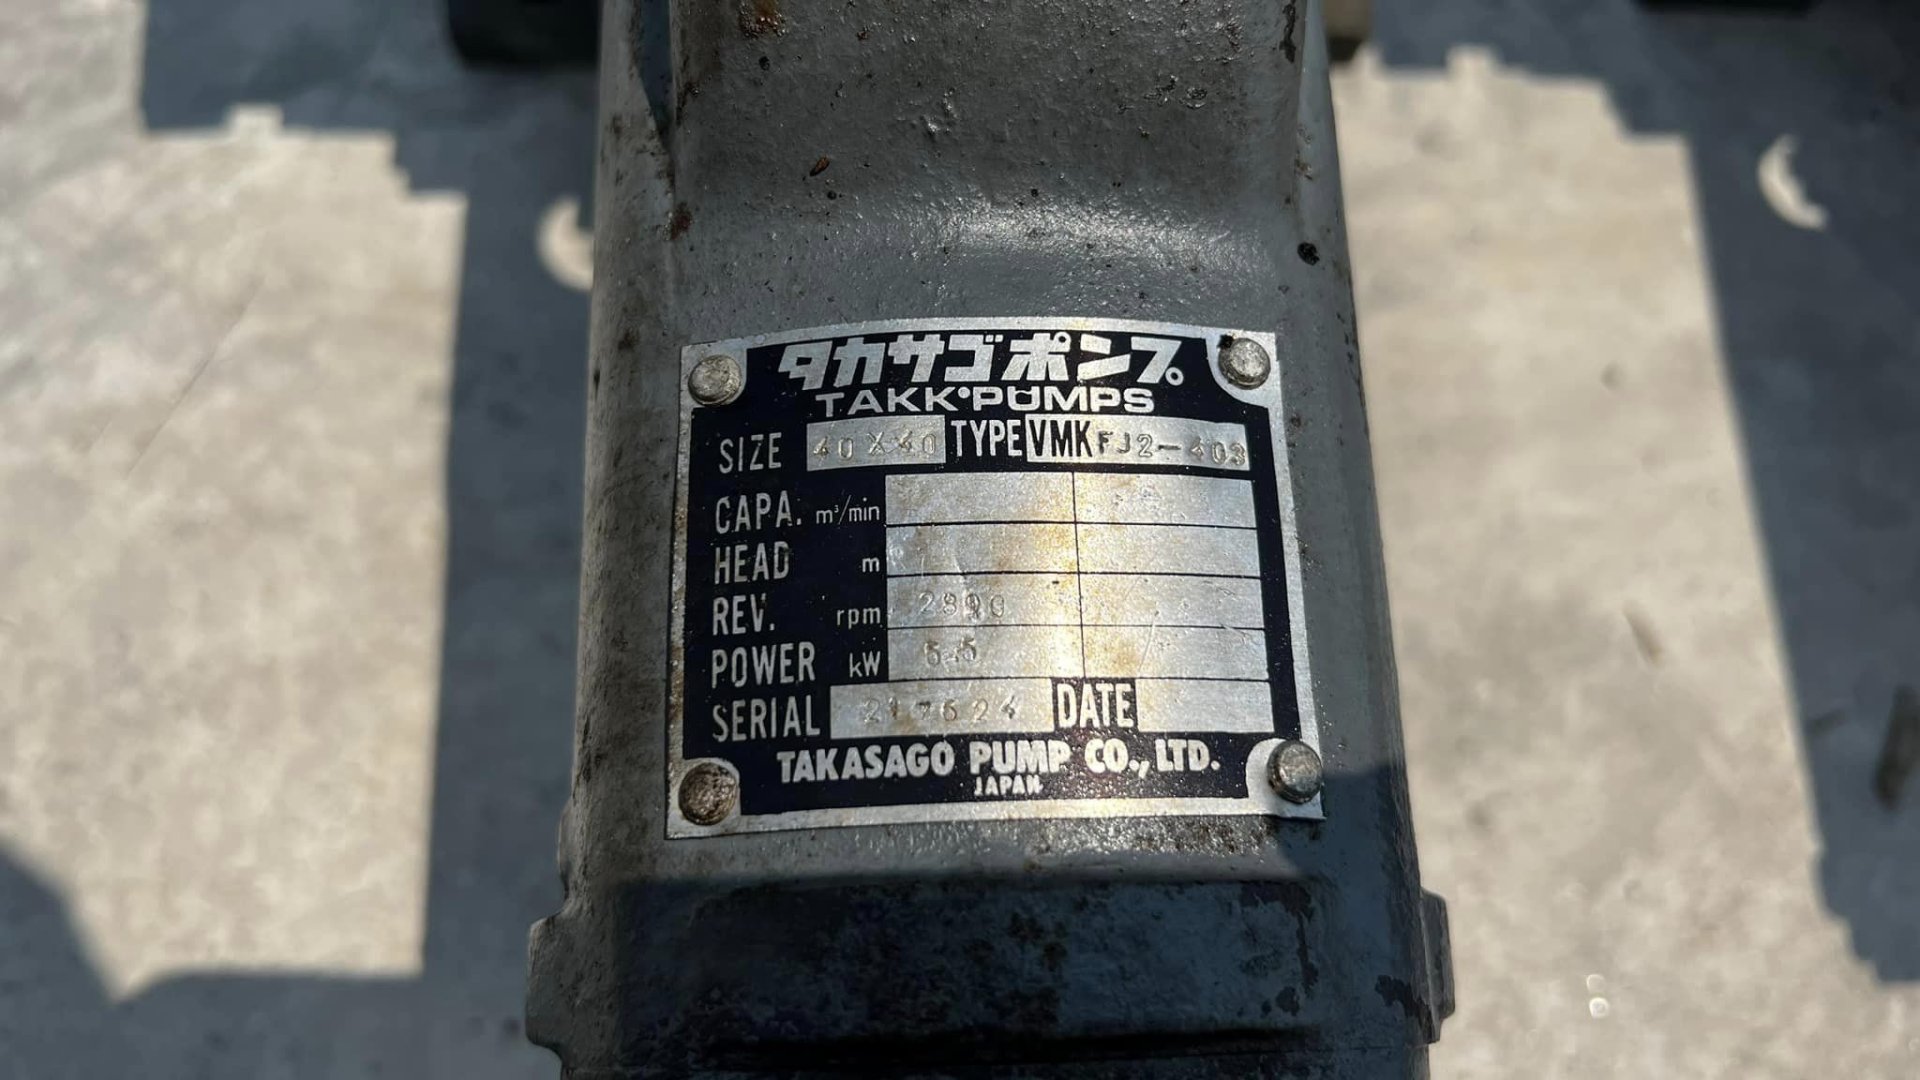 タカサゴポンプ
TAKK PUMPS
SIZE 40X40 TYPE VMK FJ2-403
CAPA. m³/min
HEAD m
REV. rpm
POWER kW 5.5
SERIAL 217624 DATE
TAKASAGO PUMP CO., LTD.
JAPAN